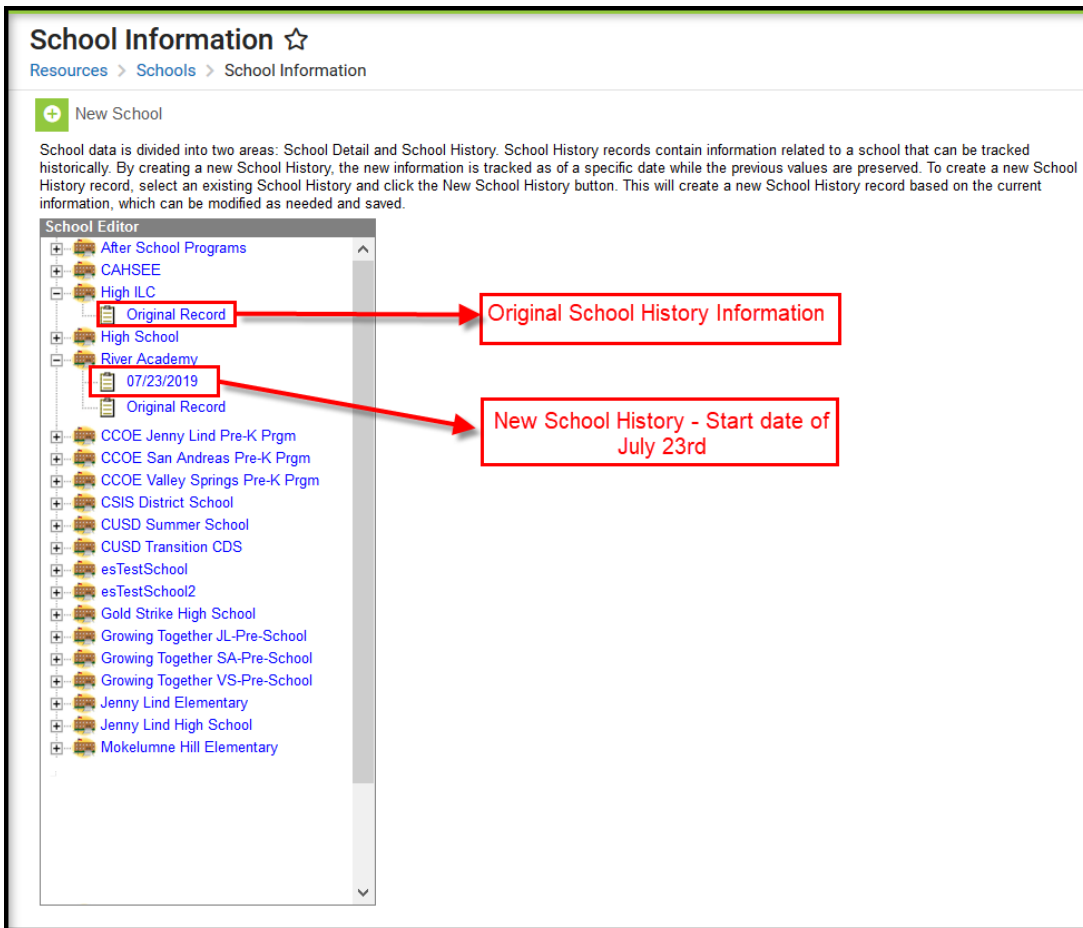 School Information
Resources > Schools > School Information
New School
School data is divided into two areas: School Detail and School History. School History records contain information related to a school that can be tracked
historically. By creating a new School History, the new information is tracked as of a specific date while the previous values are preserved. To create a new School
History record, select an existing School History and click the New School History button. This will create a new School History record based on the current
information, which can be modified as needed and saved.
School Editor
After School Programs
CAHSEE
High ILC
Original Record
Original School History Information
High School
River Academy
07/23/2019
Original Record
New School History - Start date of
July 23rd
CCOE Jenny Lind Pre-K Prgm
CCOE San Andreas Pre-K Prgm
CCOE Valley Springs Pre-K Prgm
CSIS District School
CUSD Summer School
CUSD Transition CDS
esTestSchool
esTestSchool2
Gold Strike High School
Growing Together JL-Pre-School
Growing Together SA-Pre-School
Growing Together VS-Pre-School
Jenny Lind Elementary
Jenny Lind High School
Mokelumne Hill Elementary